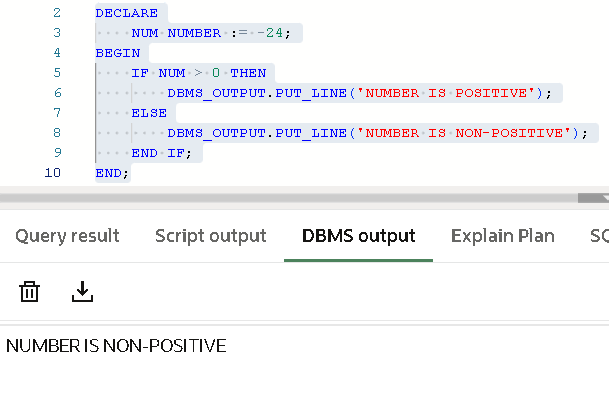 2 DECLARE
3     NUM NUMBER := -24;
4 BEGIN
5     IF NUM > 0 THEN
6         DBMS_OUTPUT.PUT_LINE('NUMBER IS POSITIVE');
7     ELSE
8         DBMS_OUTPUT.PUT_LINE('NUMBER IS NON-POSITIVE');
9     END IF;
10 END;
Query result Script output DBMS output Explain Plan SQ
NUMBER IS NON-POSITIVE